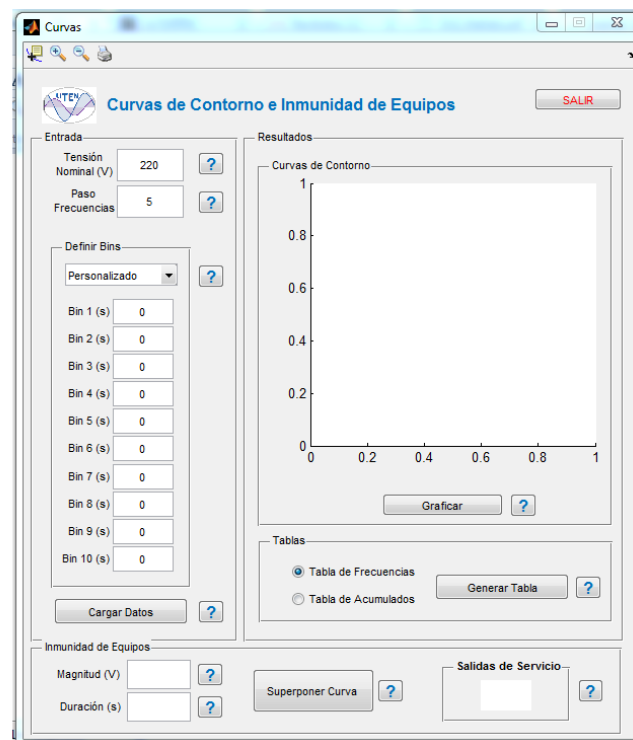 Curvas
UTEN
Curvas de Contorno e Inmunidad de Equipos
SALIR
Entrada
Tensión
Nominal (V)
220
?
Paso
Frecuencias
5
?
Definir Bins
Personalizado
?
Bin 1 (s) 0
Bin 2 (s) 0
Bin 3 (s) 0
Bin 4 (s) 0
Bin 5 (s) 0
Bin 6 (s) 0
Bin 7 (s) 0
Bin 8 (s) 0
Bin 9 (s) 0
Bin 10 (s) 0
Cargar Datos ?
Resultados
Curvas de Contorno
1
0.8
0.6
0.4
0.2
0
0 0.2 0.4 0.6 0.8 1
Graficar ?
Tablas
Tabla de Frecuencias
Tabla de Acumulados
Generar Tabla ?
Inmunidad de Equipos
Magnitud (V) ?
Duración (s) ?
Superponer Curva ?
Salidas de Servicio
?